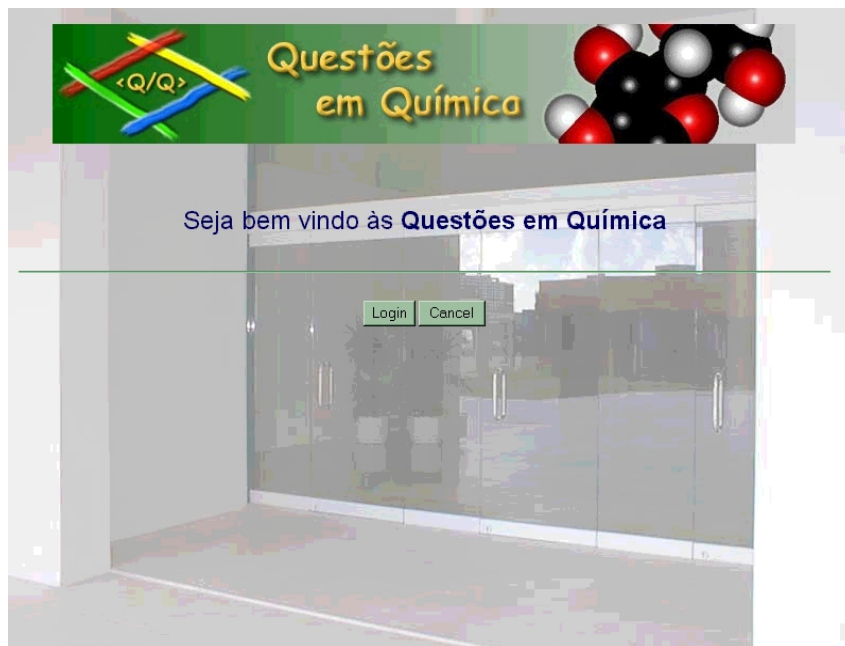 <Q/Q>
Questões
em Química
Seja bem vindo às Questões em Química
Login Cancel